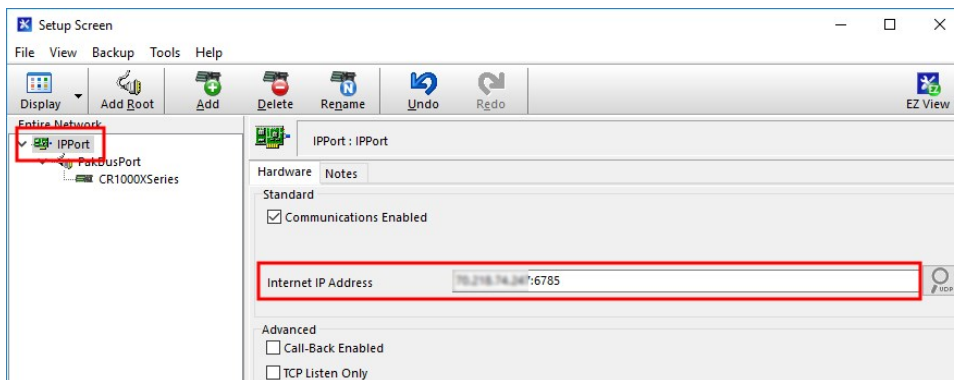 Setup Screen
File View Backup Tools Help
Display Add Root Add Delete Rename Undo Redo EZ View
Entire Network
IPPort
PakBusPort
CR1000XSeries
IPPort : IPPort
Hardware Notes
Standard
Communications Enabled
Internet IP Address :6785
UDP
Advanced
Call-Back Enabled
TCP Listen Only